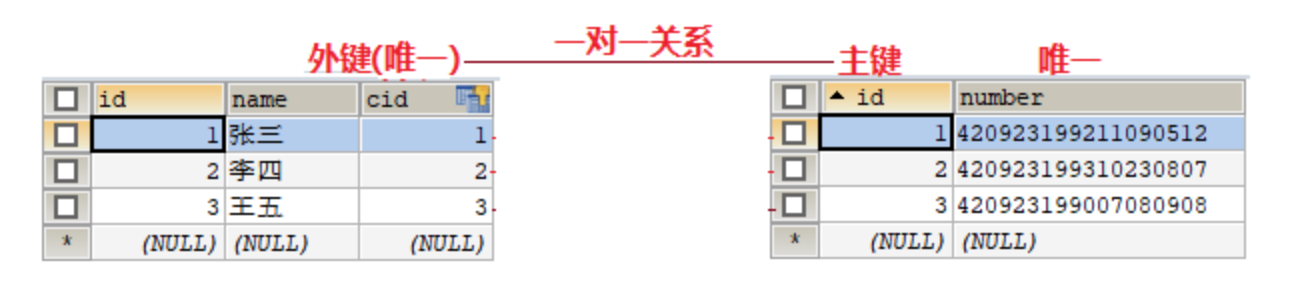 一对一关系
外键(唯一)
主键 唯一
id name cid
1 张三 1
2 李四 2
3 王五 3
* (NULL) (NULL) (NULL)
id number
1 420923199211090512
2 420923199310230807
3 420923199007080908
* (NULL) (NULL)